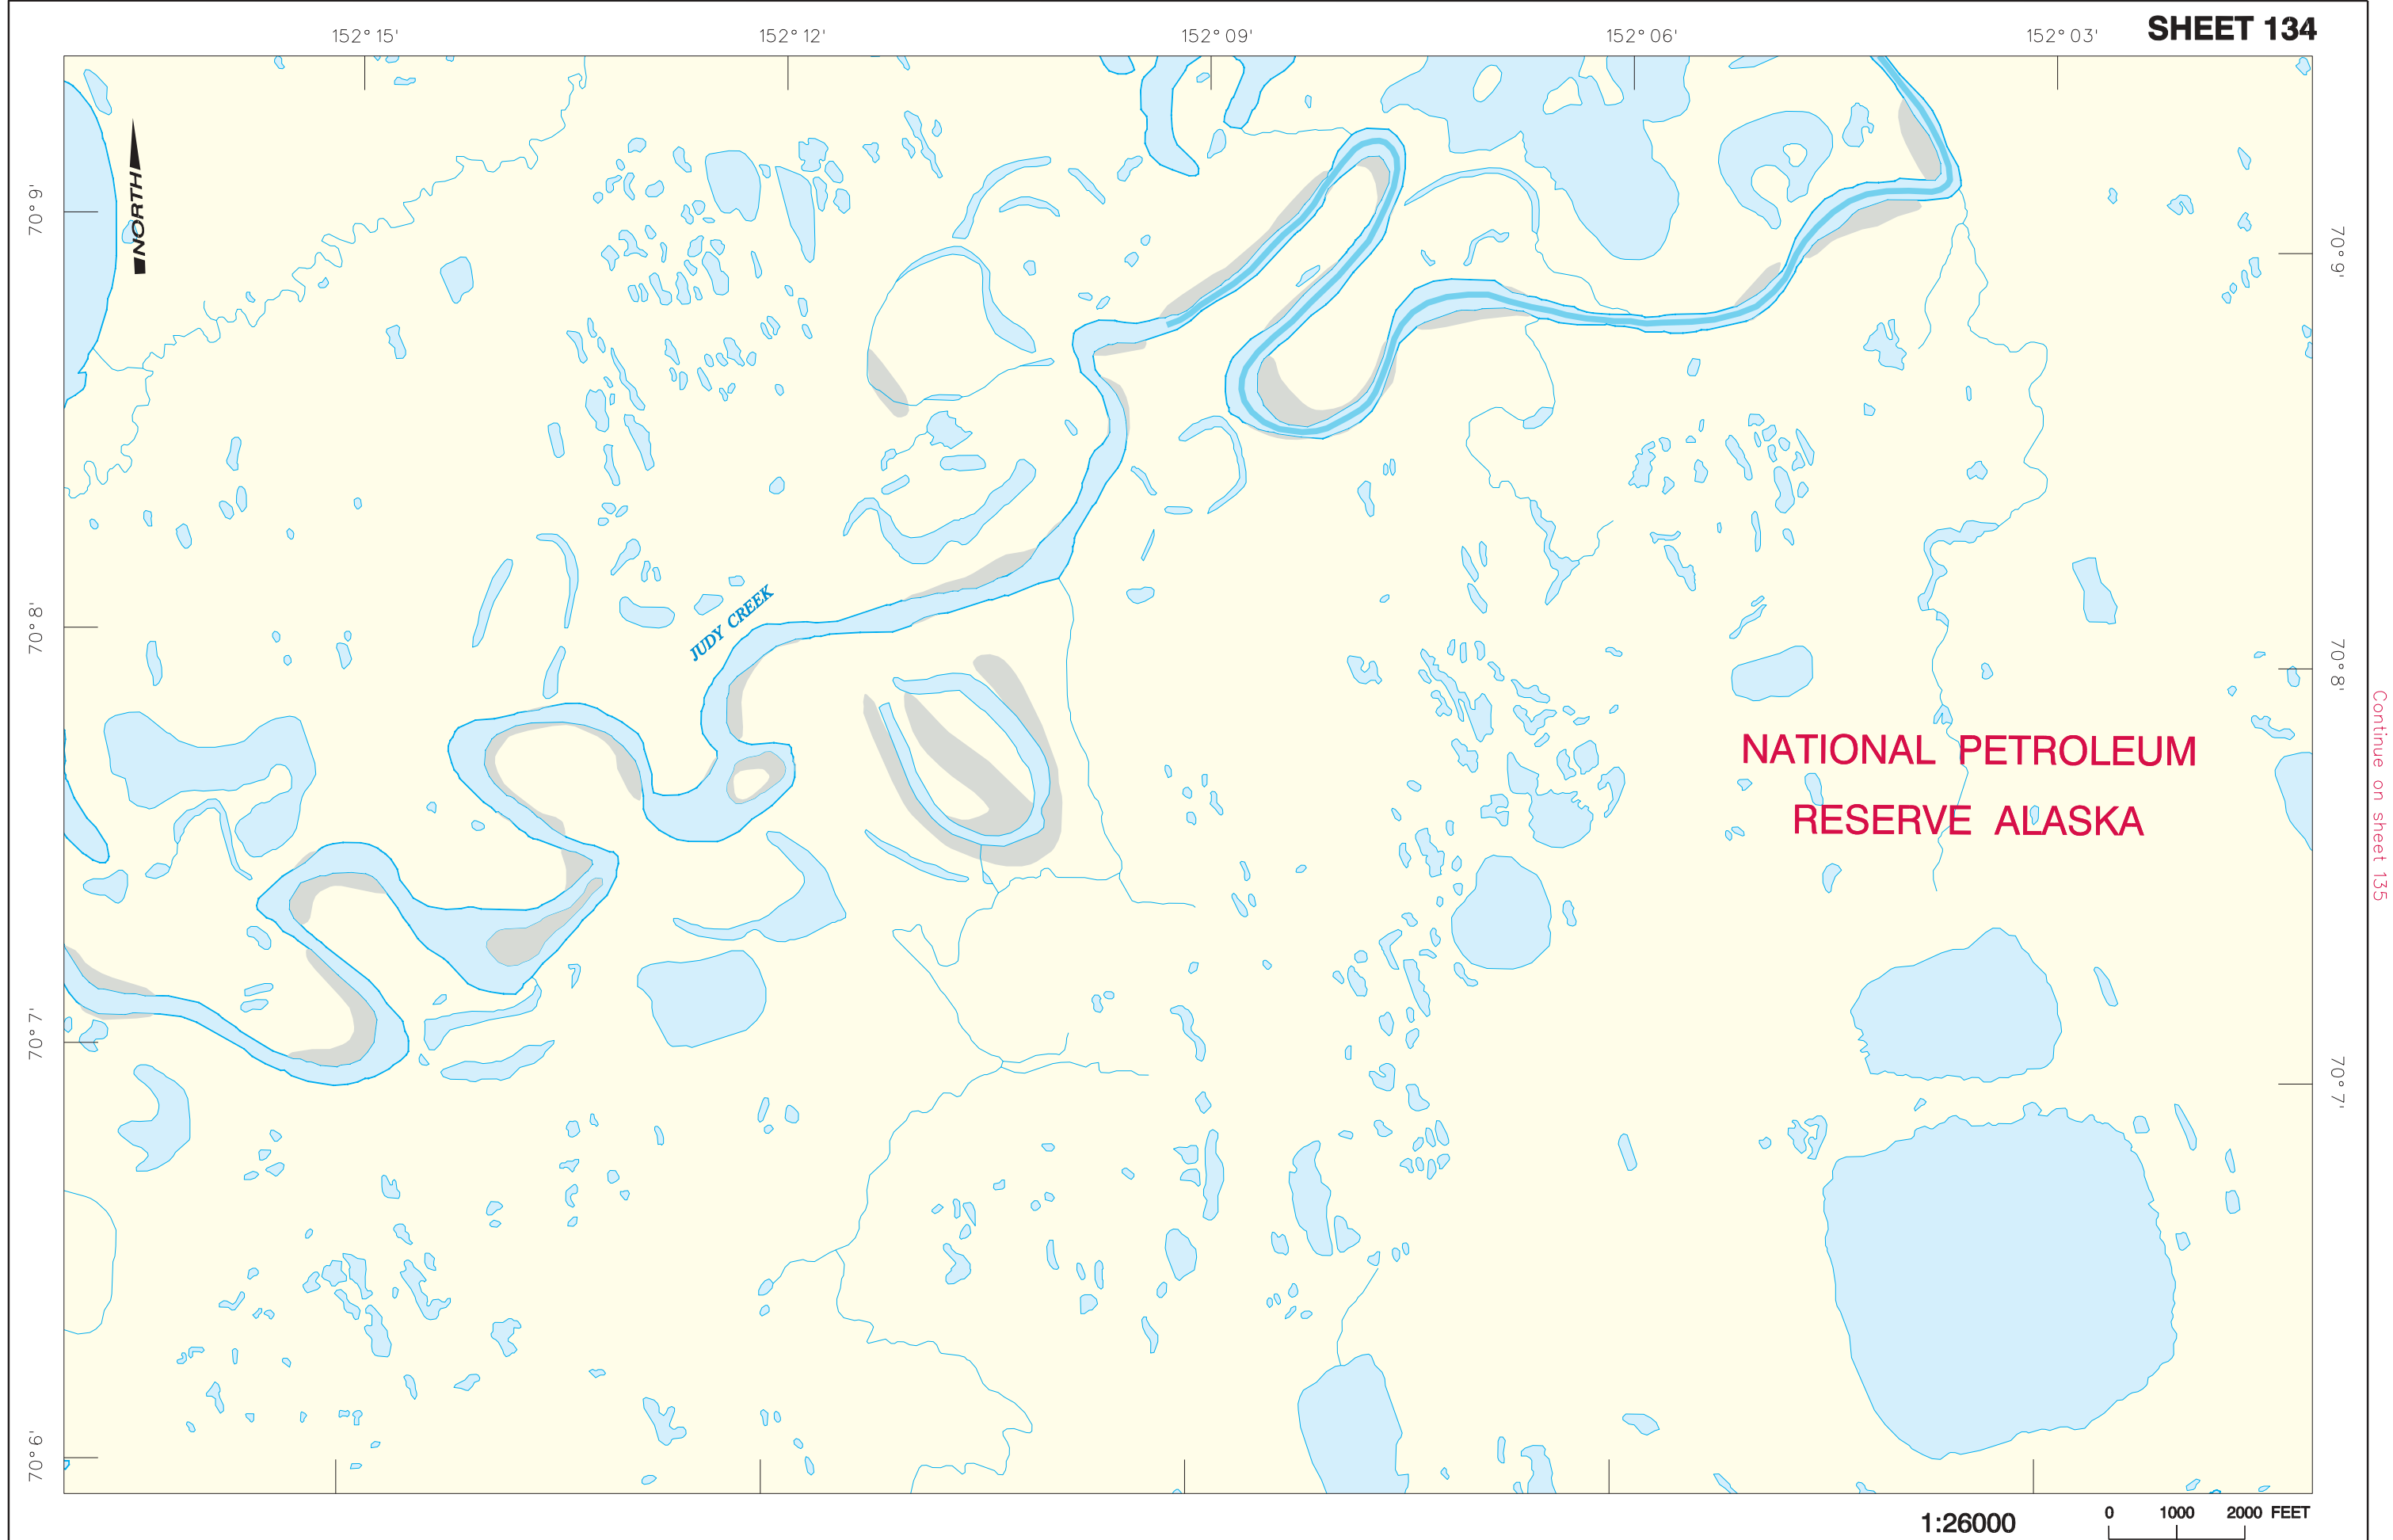 SHEET 134
152° 15'
152° 12'
152° 09'
152° 06'
152° 03'
NORTH
70° 9'
70° 9'
JUDY CREEK
70° 8'
70° 8'
NATIONAL PETROLEUM
RESERVE ALASKA
Continue on sheet 135
70° 7'
70° 7'
70° 6'
1:26000
0 1000 2000 FEET